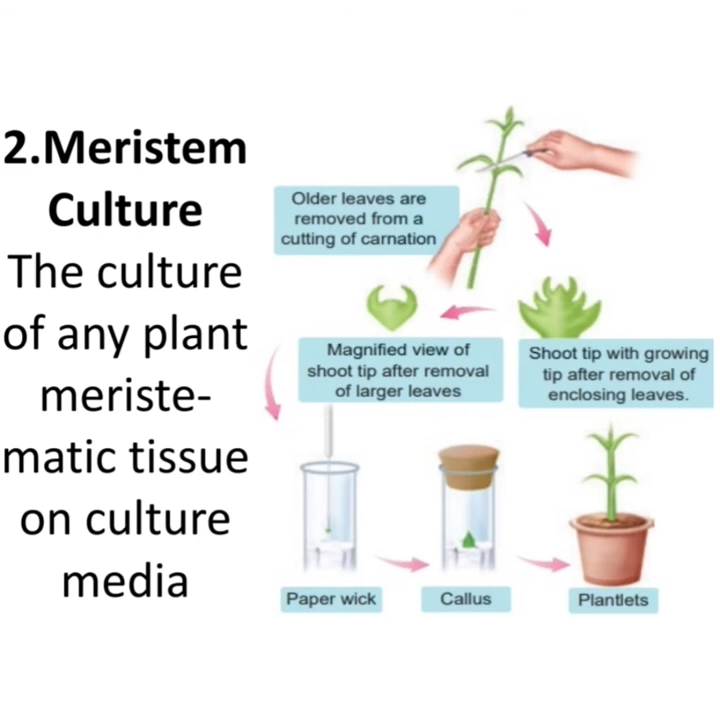 2.Meristem
Culture
The culture
of any plant
meriste-
matic tissue
on culture
media
Older leaves are
removed from a
cutting of carnation
Magnified view of
shoot tip after removal
of larger leaves
Shoot tip with growing
tip after removal of
enclosing leaves.
Paper wick
Callus
Plantlets